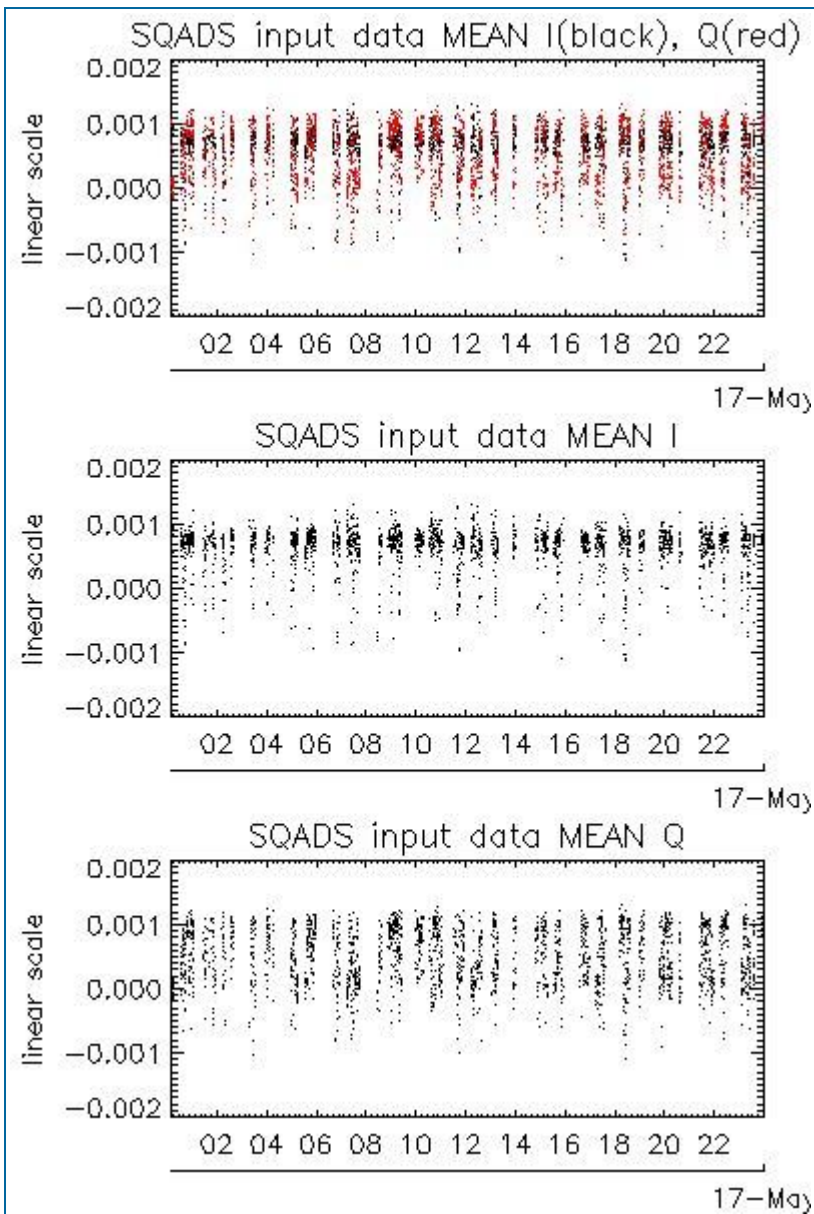 SQADS input data MEAN I(black), Q(red)
0.002
0.001
0.000
−0.001
−0.002
linear scale
02 04 06 08 10 12 14 16 18 20 22
17-May
SQADS input data MEAN I
0.002
0.001
0.000
−0.001
−0.002
linear scale
02 04 06 08 10 12 14 16 18 20 22
17-May
SQADS input data MEAN Q
0.002
0.001
0.000
−0.001
−0.002
linear scale
02 04 06 08 10 12 14 16 18 20 22
17-May